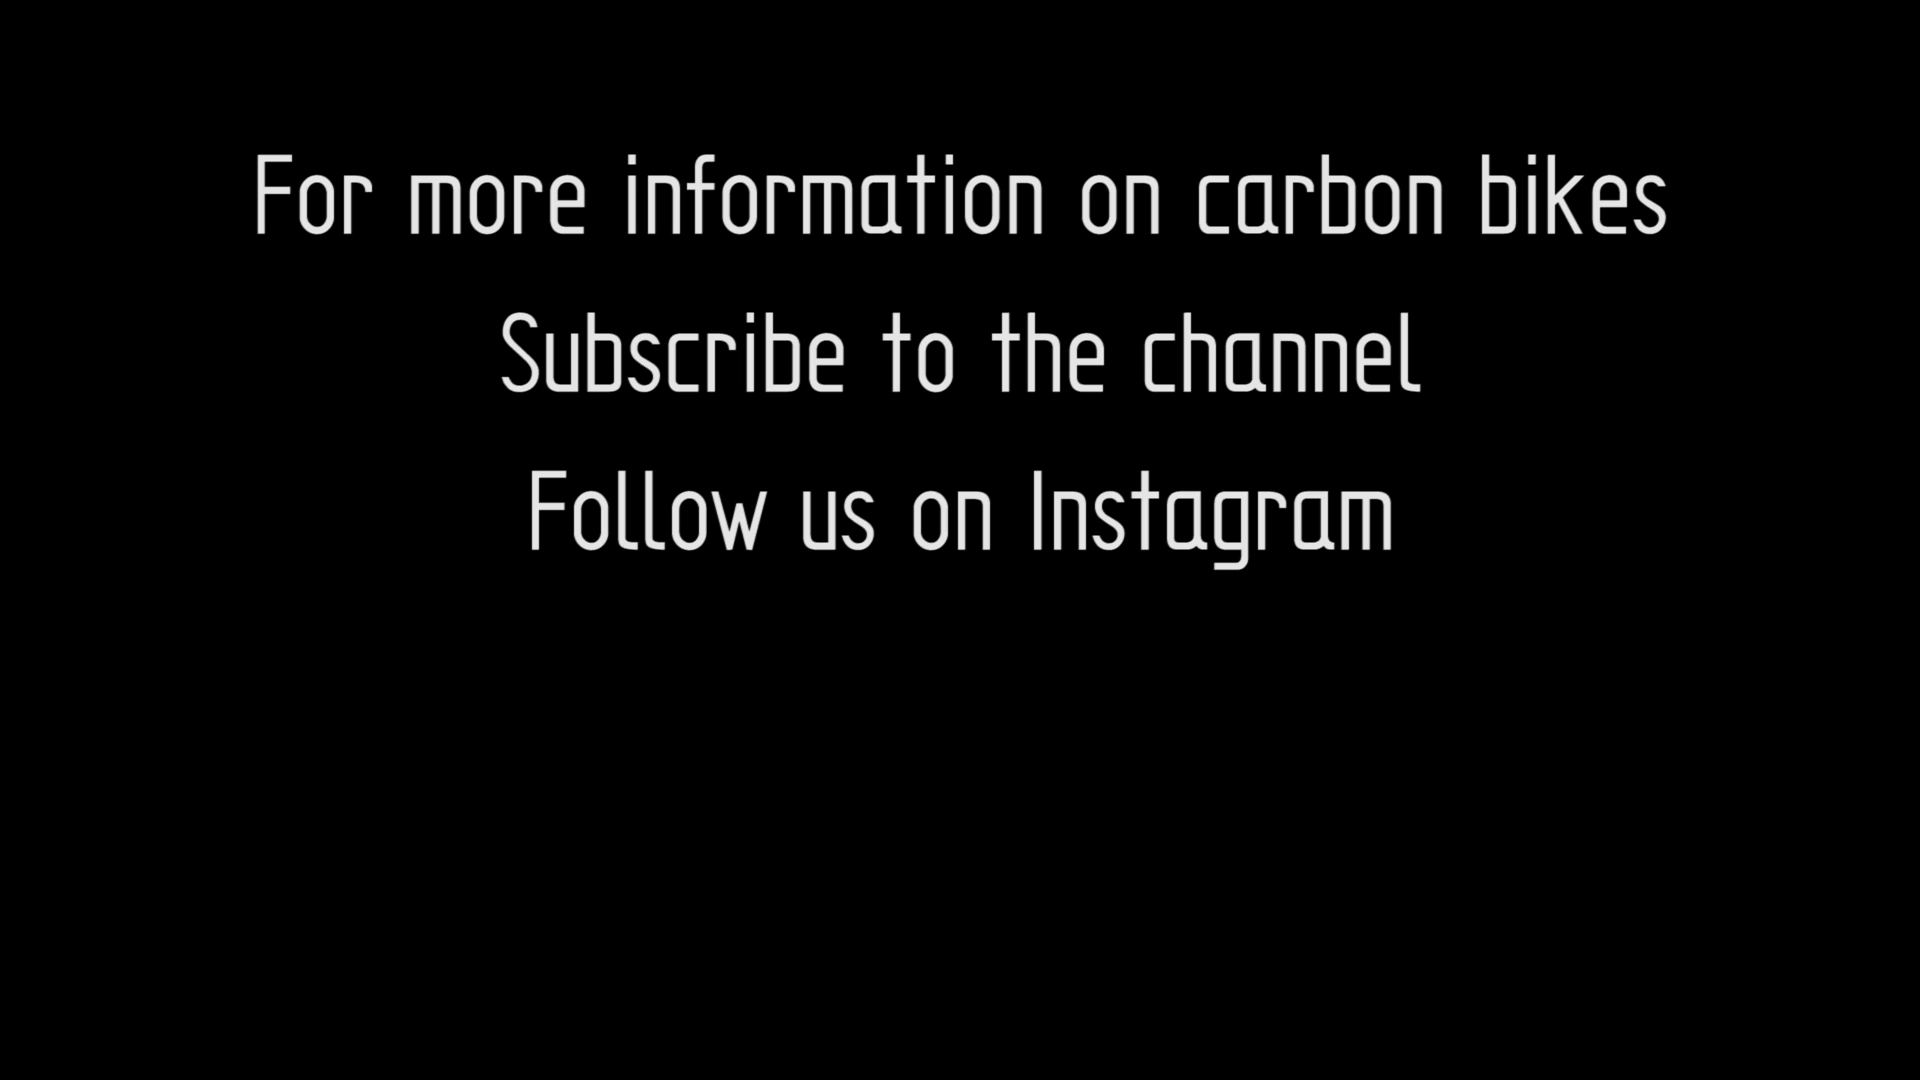 For more information on carbon bikes
Subscribe to the channel
Follow us on Instagram